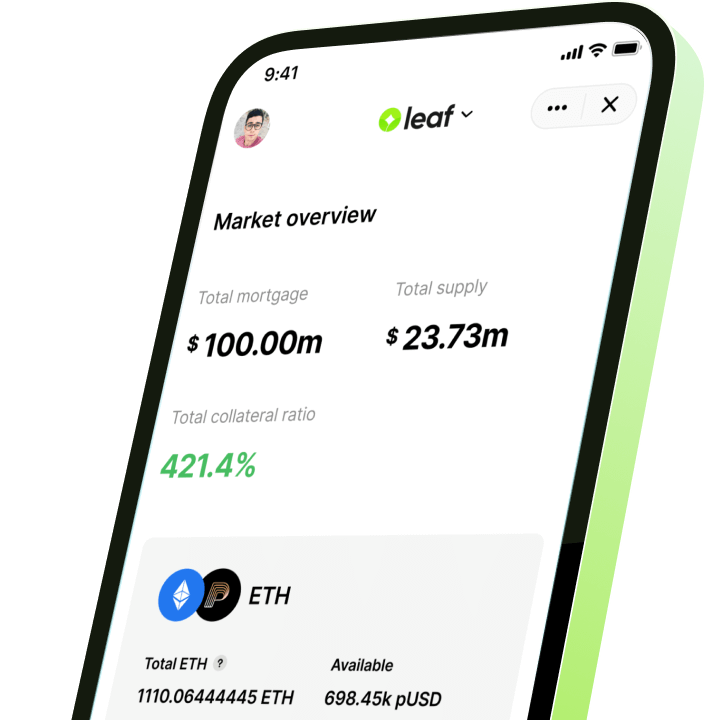 9:41
leaf
Market overview
Total mortgage
Total supply
$100.00m
$23.73m
Total collateral ratio
421.4%
P ETH
Total ETH ?
Available
1110.06444445 ETH
698.45k pUSD